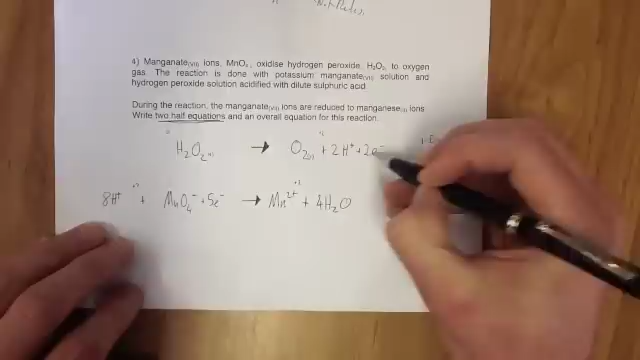 4) Manganate(VII) ions, MnO₄⁻, oxidise hydrogen peroxide, H₂O₂, to oxygen
gas. The reaction is done with potassium manganate(VII) solution and
hydrogen peroxide solution acidified with dilute sulphuric acid
During the reaction, the manganate(VII) ions are reduced to manganese(II) ions
Write two half equations and an overall equation for this reaction.
H₂O₂ → O₂ + 2H⁺ + 2e⁻
8H⁺ + MnO₄⁻ + 5e⁻ → Mn²⁺ + 4H₂O